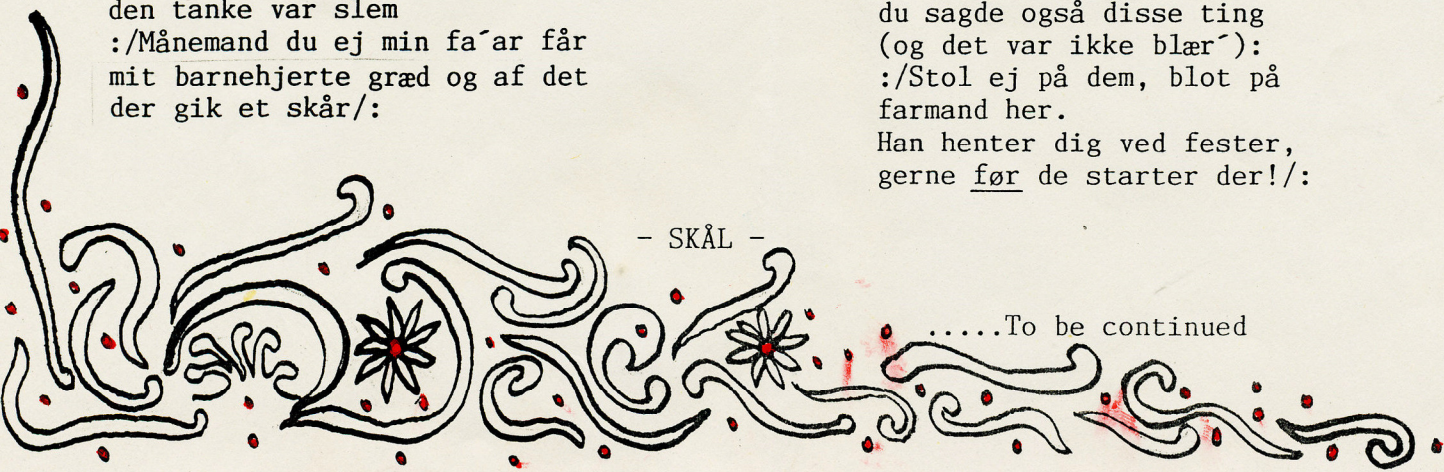 den tanke var slem
:/Månemand du ej min fa´ar får
mit barnehjerte græd og af det
der gik et skår/:
du sagde også disse ting
(og det var ikke blær´):
:/Stol ej på dem, blot på
farmand her.
Han henter dig ved fester,
gerne før de starter der!/:
- SKÅL -
.....To be continued